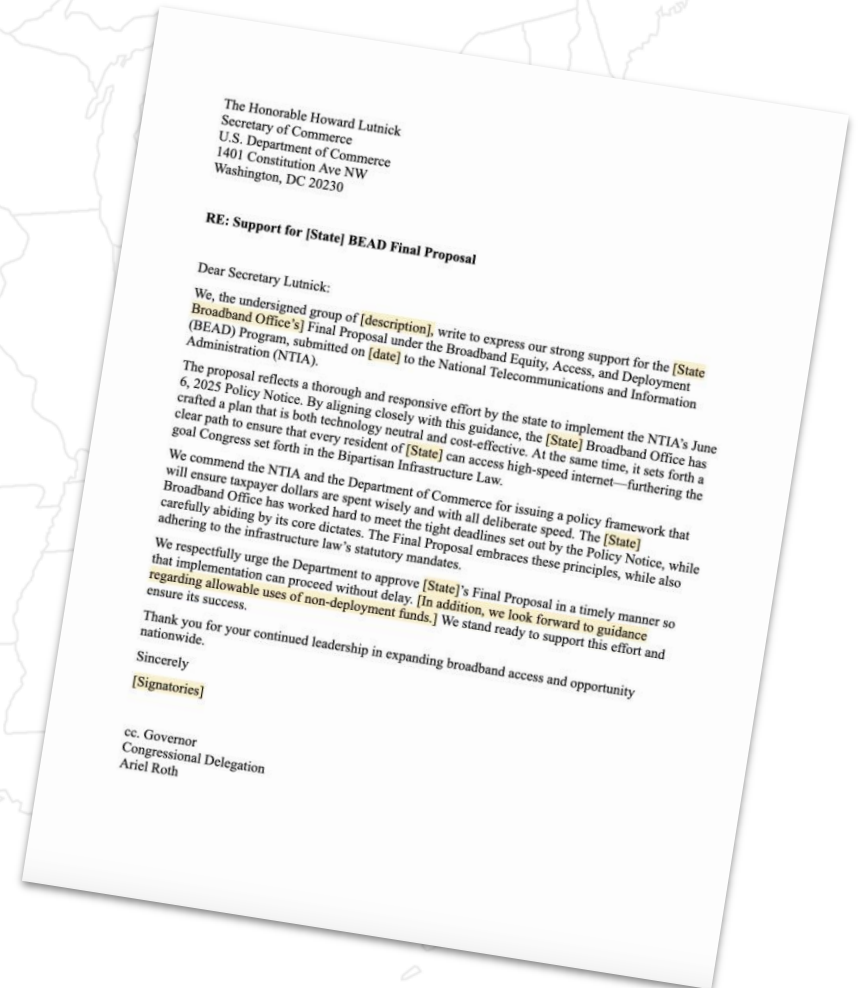 The Honorable Howard Lutnick
Secretary of Commerce
U.S. Department of Commerce
1401 Constitution Ave NW
Washington, DC 20230
RE: Support for [State] BEAD Final Proposal
Dear Secretary Lutnick:
We, the undersigned group of [description], write to express our strong support for the [State
Broadband Office's] Final Proposal under the Broadband Equity, Access, and Deployment
(BEAD) Program, submitted on [date] to the National Telecommunications and Information
Administration (NTIA).
The proposal reflects a thorough and responsive effort by the state to implement the NTIA's June
6, 2025 Policy Notice. By aligning closely with this guidance, the [State] Broadband Office has
crafted a plan that is both technology neutral and cost-effective. At the same time, it sets forth a
clear path to ensure that every resident of [State] can access high-speed internet—furthering the
goal Congress set forth in the Bipartisan Infrastructure Law.
We commend the NTIA and the Department of Commerce for issuing a policy framework that
will ensure taxpayer dollars are spent wisely and with all deliberate speed. The [State]
Broadband Office has worked hard to meet the tight deadlines set out by the Policy Notice, while
carefully abiding by its core dictates. The Final Proposal embraces these principles, while also
adhering to the infrastructure law's statutory mandates.
We respectfully urge the Department to approve [State]'s Final Proposal in a timely manner so
that implementation can proceed without delay. [In addition, we look forward to guidance
regarding allowable uses of non-deployment funds.] We stand ready to support this effort and
ensure its success.
Thank you for your continued leadership in expanding broadband access and opportunity
nationwide.
Sincerely
[Signatories]
cc. Governor
Congressional Delegation
Ariel Roth